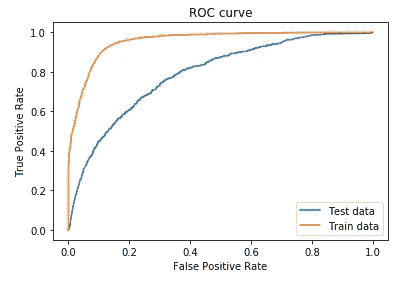 ROC curve
True Positive Rate
1.0
0.8
0.6
0.4
0.2
0.0
Test data
Train data
0.0 0.2 0.4 0.6 0.8 1.0
False Positive Rate